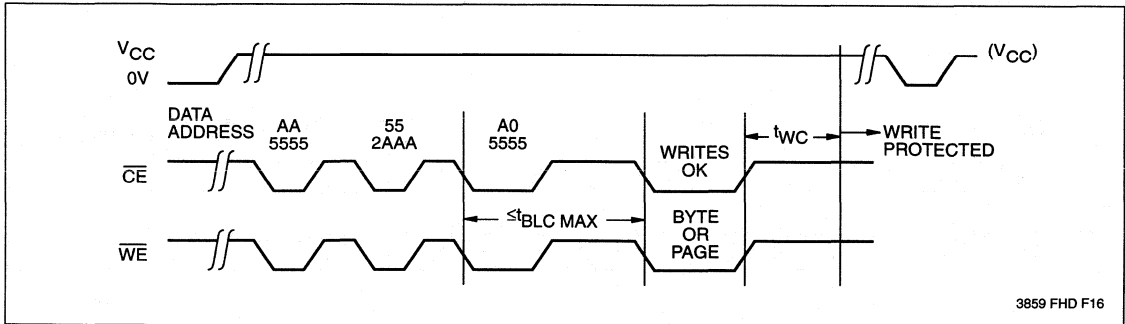 VCC
0V
(VCC)
DATA
ADDRESS
AA
5555
55
2AAA
A0
5555
tWC
WRITE
PROTECTED
CE
WRITES
OK
≤tBLC MAX
BYTE
OR
PAGE
WE
3859 FHD F16